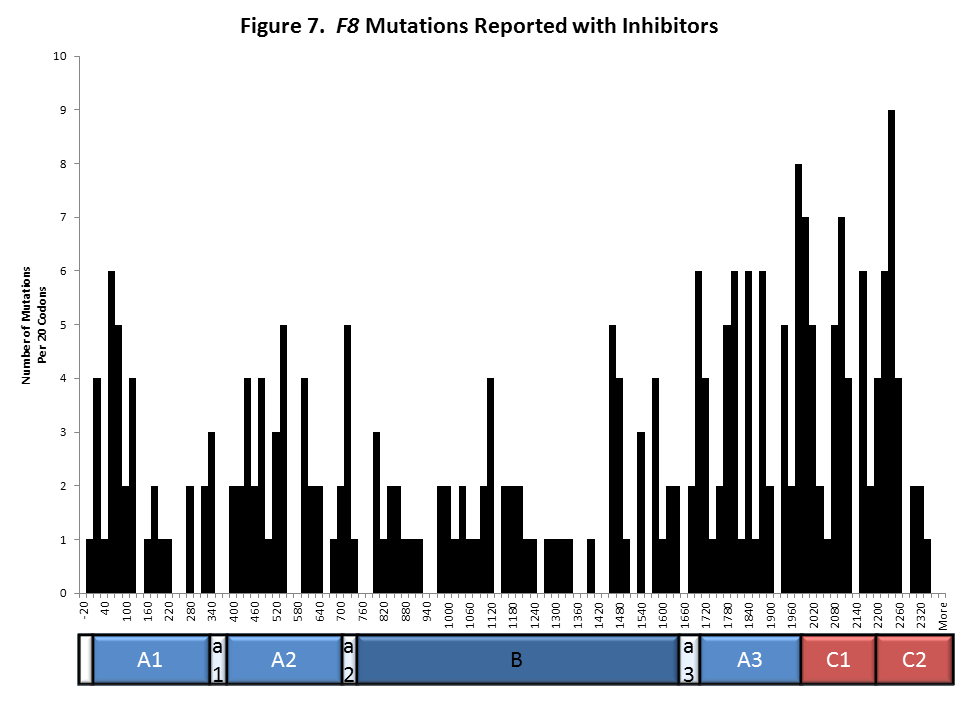 Figure 7. F8 Mutations Reported with Inhibitors
10
9
8
7
6
5
4
3
2
1
0
Number of Mutations
Per 20 Codons
-20 40 100 160 220 280 340 400 460 520 580 640 700 760 820 880 940 1000 1060 1120 1180 1240 1300 1360 1420 1480 1540 1600 1660 1720 1780 1840 1900 1960 2020 2080 2140 2200 2260 2320 More
A1 a1 A2 a2 B a3 A3 C1 C2